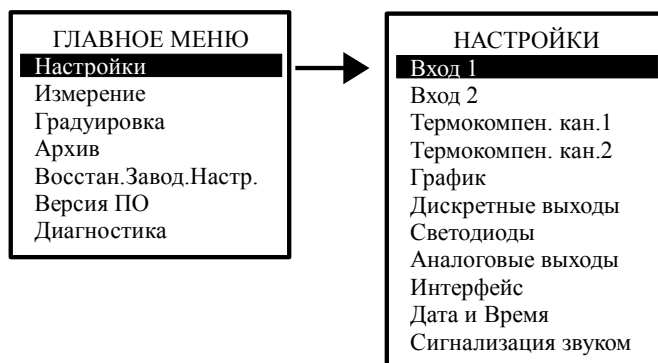 ГЛАВНОЕ МЕНЮ
Настройки
Измерение
Градуировка
Архив
Восстан.Завод.Настр.
Версия ПО
Диагностика
НАСТРОЙКИ
Вход 1
Вход 2
Термокомпен. кан.1
Термокомпен. кан.2
График
Дискретные выходы
Светодиоды
Аналоговые выходы
Интерфейс
Дата и Время
Сигнализация звуком